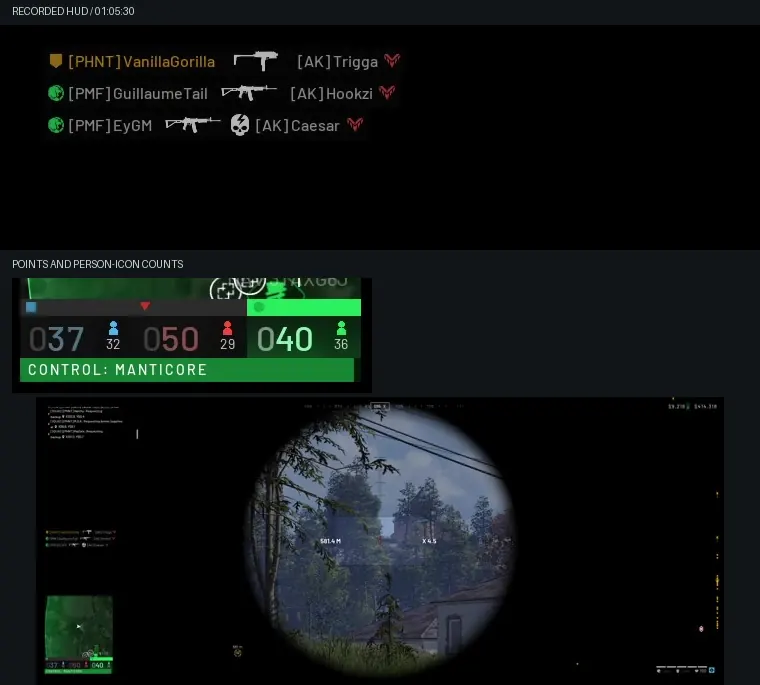 RECORDED HUD / 01:05:30
[PHNT] VanillaGorilla [AK] Trigga
[PMF] GuillaumeTail [AK] Hookzi
[PMF] EyGM [AK] Caesar
POINTS AND PERSON-ICON COUNTS
037 32 050 29 040 36
CONTROL: MANTICORE
581.4 M X 4.5